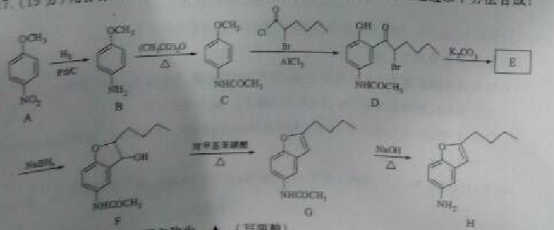 OCH₃ OCH₃ OCH₃ OH O
H₂ Pd/C (CH₃CO)₂O △ Cl O Br AlCl₃ Br K₂CO₃ E
NO₂ NH₂ NHCOCH₃ NHCOCH₃
A B C D
NaBH₄ O OH 对甲基苯磺酸 △ O NaOH △ O
NHCOCH₃ NHCOCH₃ NH₂
F G H